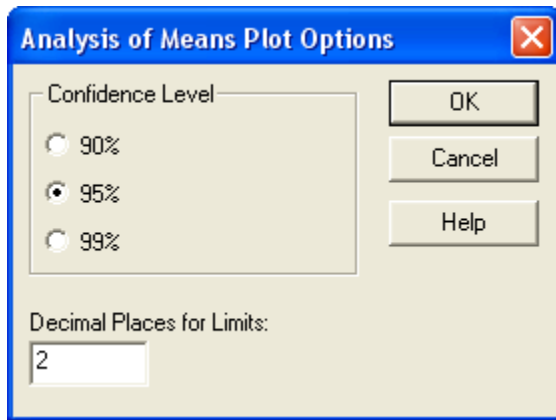 Analysis of Means Plot Options
Confidence Level
90%
95%
99%
OK
Cancel
Help
Decimal Places for Limits:
2